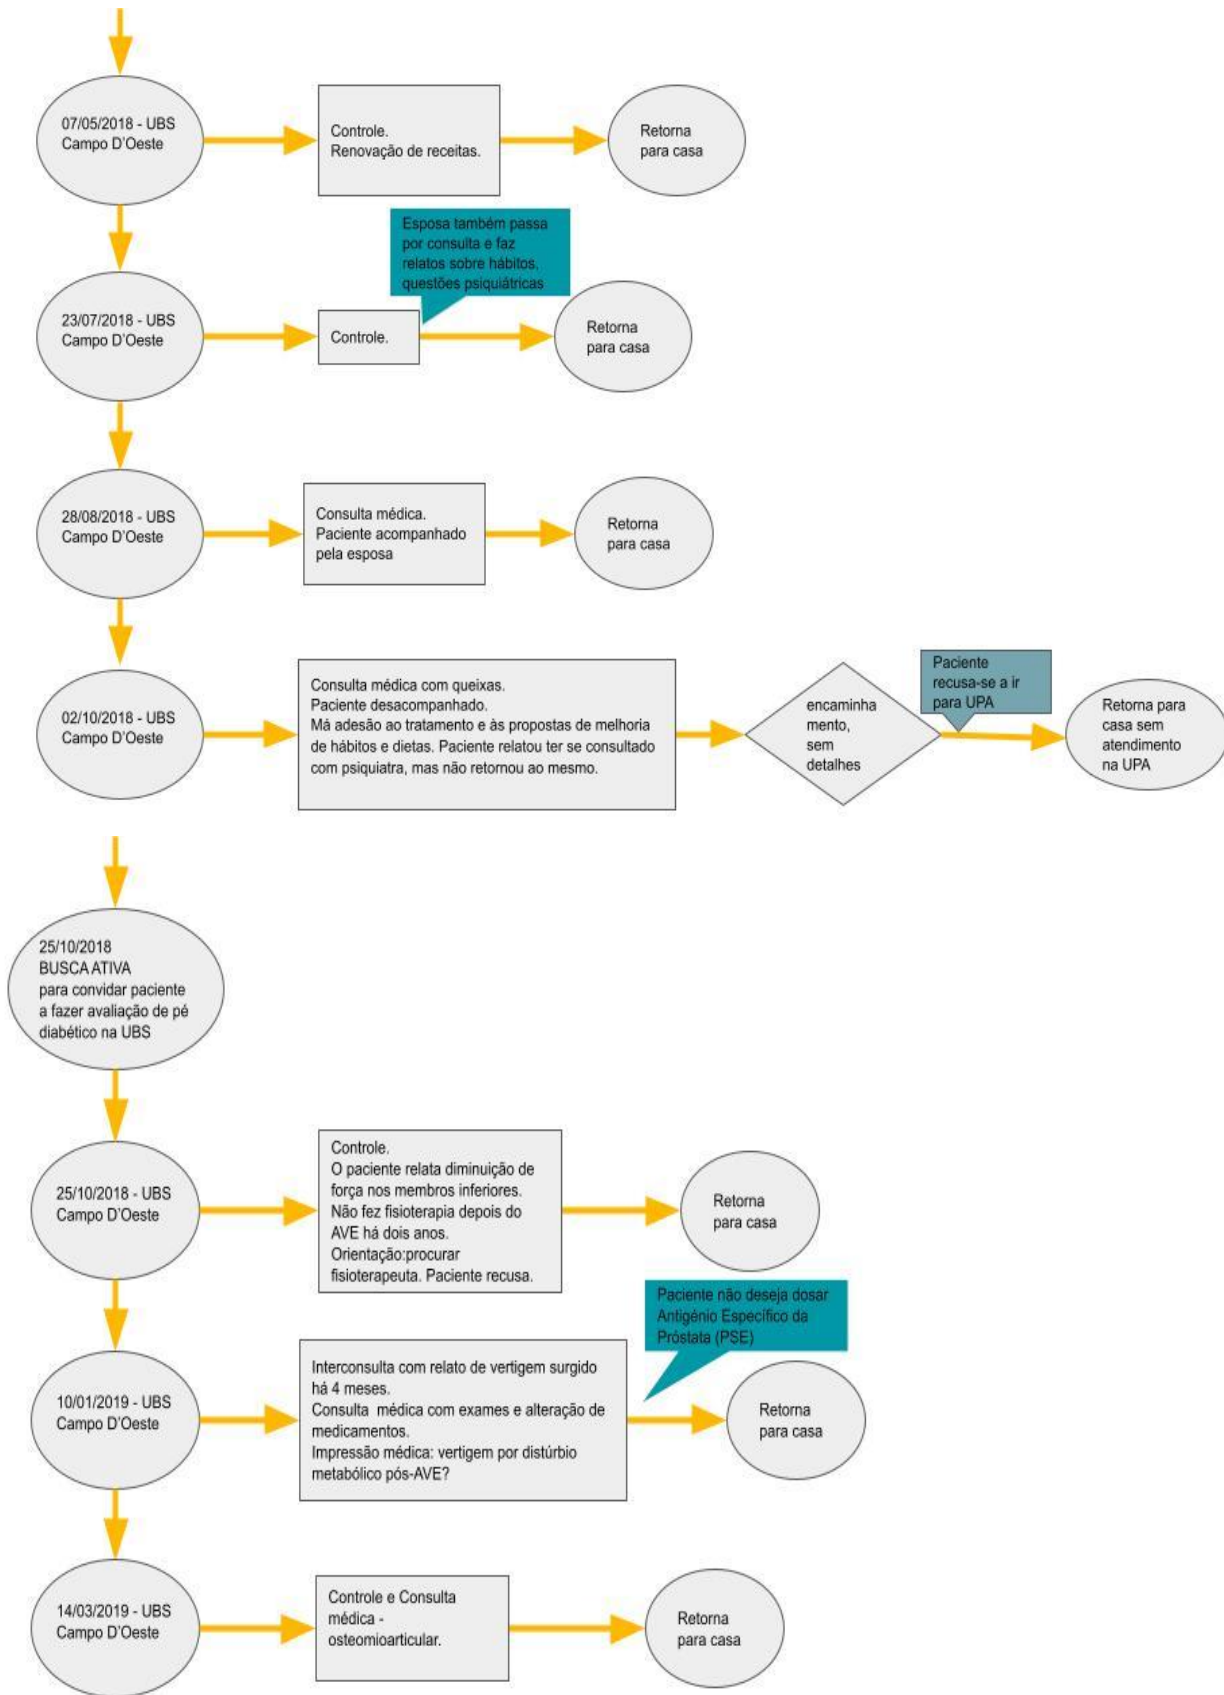 07/05/2018 - UBS
Campo D'Oeste
Controle.
Renovação de receitas.
Retorna
para casa
Esposa também passa
por consulta e faz
relatos sobre hábitos,
questões psiquiátricas
23/07/2018 - UBS
Campo D'Oeste
Controle.
Retorna
para casa
28/08/2018 - UBS
Campo D'Oeste
Consulta médica.
Paciente acompanhado
pela esposa
Retorna
para casa
02/10/2018 - UBS
Campo D'Oeste
Consulta médica com queixas.
Paciente desacompanhado.
Má adesão ao tratamento e às propostas de melhoria
de hábitos e dietas. Paciente relatou ter se consultado
com psiquiatra, mas não retornou ao mesmo.
encaminha
mento,
sem
detalhes
Paciente
recusa-se a ir
para UPA
Retorna para
casa sem
atendimento
na UPA
25/10/2018
BUSCA ATIVA
para convidar paciente
a fazer avaliação de pé
diabético na UBS
25/10/2018 - UBS
Campo D'Oeste
Controle.
O paciente relata diminuição de
força nos membros inferiores.
Não fez fisioterapia depois do
AVE há dois anos.
Orientação:procurar
fisioterapeuta. Paciente recusa.
Retorna
para casa
Paciente não deseja dosar
Antigénio Específico da
Próstata (PSE)
10/01/2019 - UBS
Campo D'Oeste
Interconsulta com relato de vertigem surgido
há 4 meses.
Consulta  médica com exames e alteração de
medicamentos.
Impressão médica: vertigem por distúrbio
metabólico pós-AVE?
Retorna
para casa
14/03/2019 - UBS
Campo D'Oeste
Controle e Consulta
médica -
osteomioarticular.
Retorna
para casa